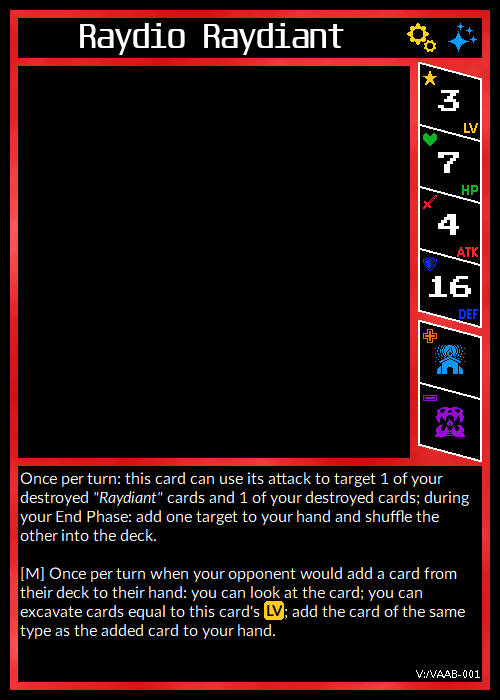 Raydio Raydiant
3
LV
7
HP
4
ATK
16
DEF
Once per turn: this card can use its attack to target 1 of your
destroyed "Raydiant" cards and 1 of your destroyed cards; during
your End Phase: add one target to your hand and shuffle the
other into the deck.
[M] Once per turn when your opponent would add a card from
their deck to their hand: you can look at the card; you can
excavate cards equal to this card's LV; add the card of the same
type as the added card to your hand.
V:/VAAB-001